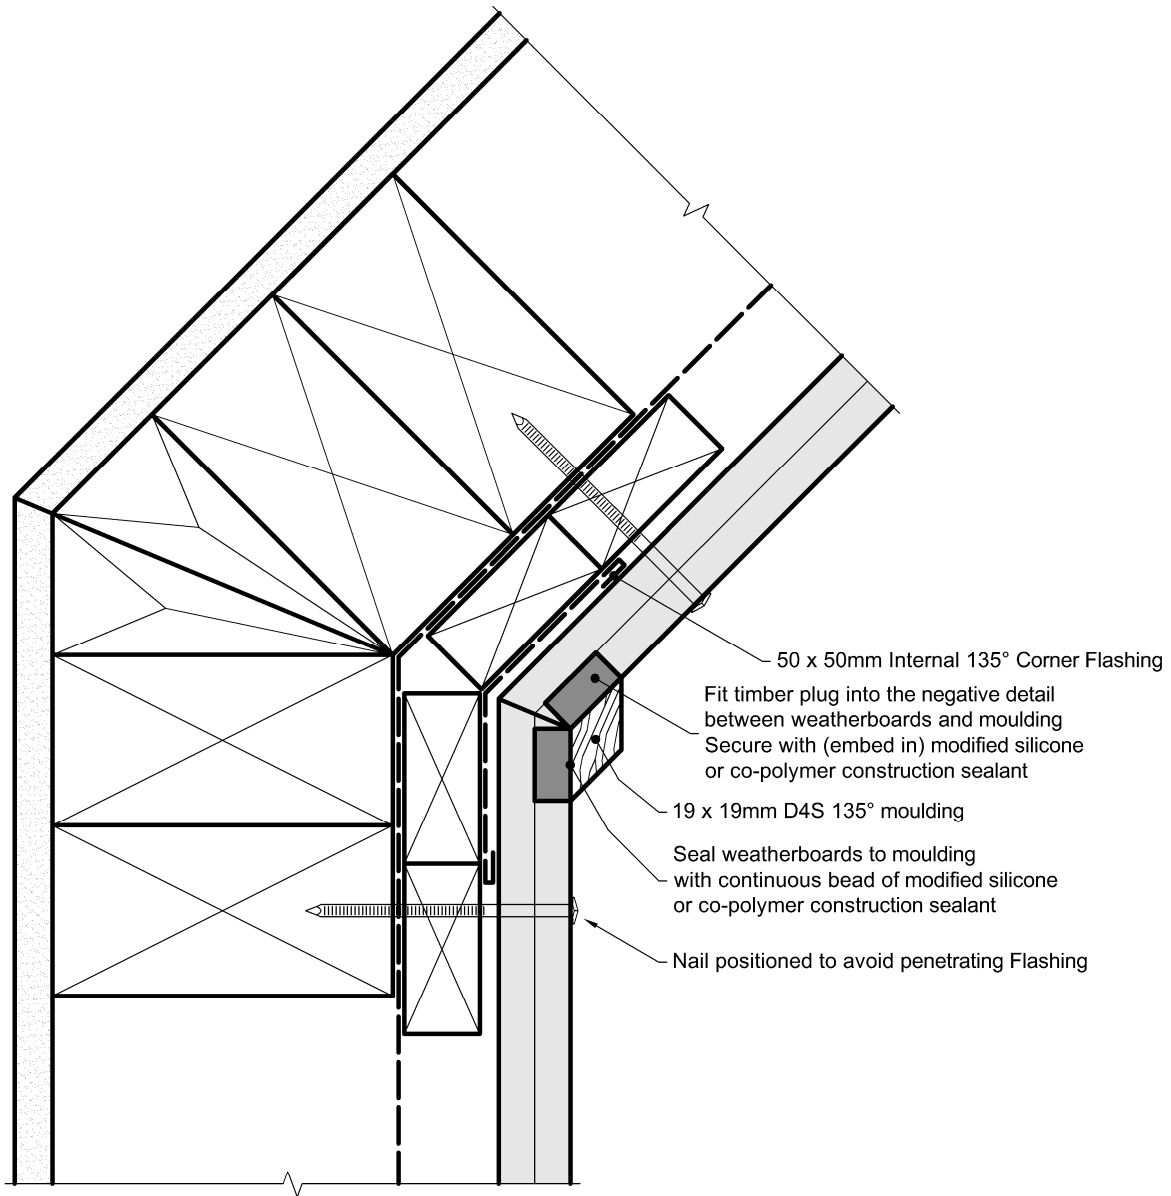 50 x 50mm Internal 135° Corner Flashing
Fit timber plug into the negative detail
between weatherboards and moulding
Secure with (embed in) modified silicone
or co-polymer construction sealant
19 x 19mm D4S 135° moulding
Seal weatherboards to moulding
with continuous bead of modified silicone
or co-polymer construction sealant
Nail positioned to avoid penetrating Flashing